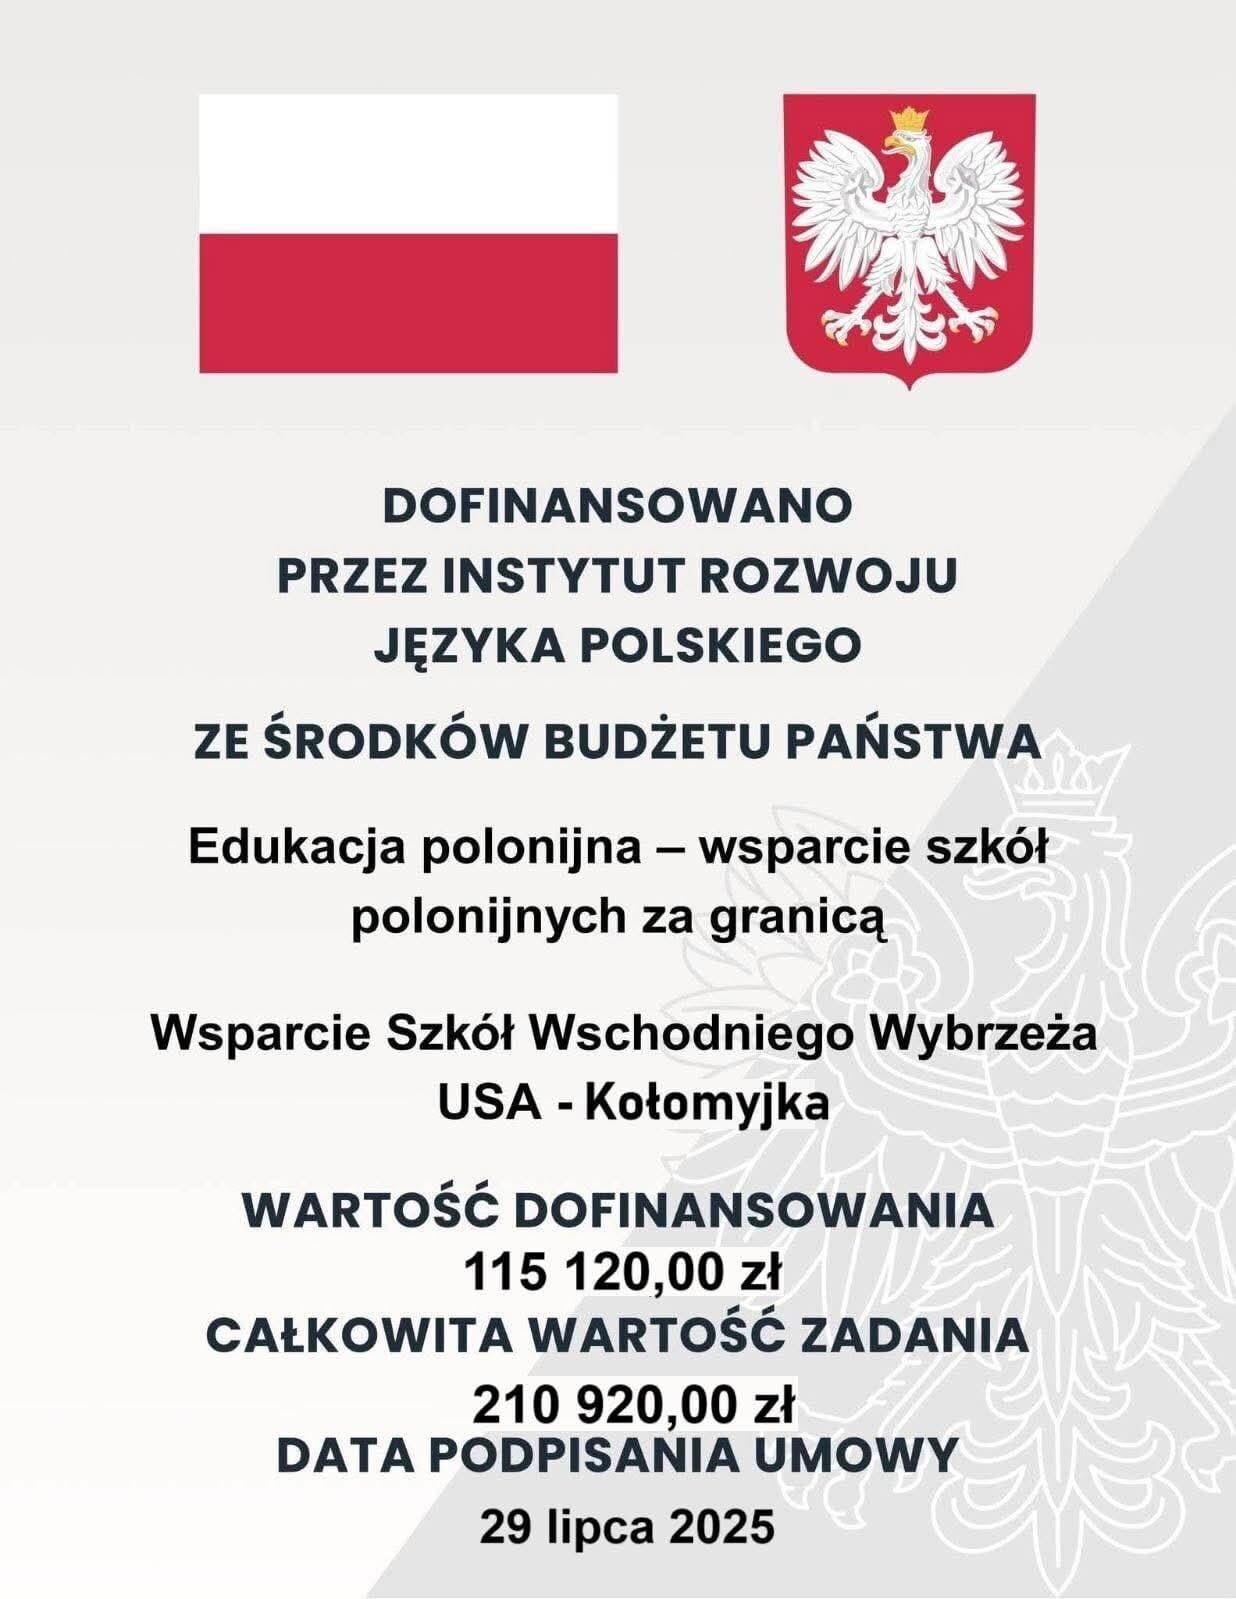 DOFINANSOWANO
PRZEZ INSTYTUT ROZWOJU
JĘZYKA POLSKIEGO
ZE ŚRODKÓW BUDŻETU PAŃSTWA
Edukacja polonijna – wsparcie szkół
polonijnych za granicą
Wsparcie Szkół Wschodniego Wybrzeża
USA - Kołomyjka
WARTOŚĆ DOFINANSOWANIA
115 120,00 zł
CAŁKOWITA WARTOŚĆ ZADANIA
210 920,00 zł
DATA PODPISANIA UMOWY
29 lipca 2025